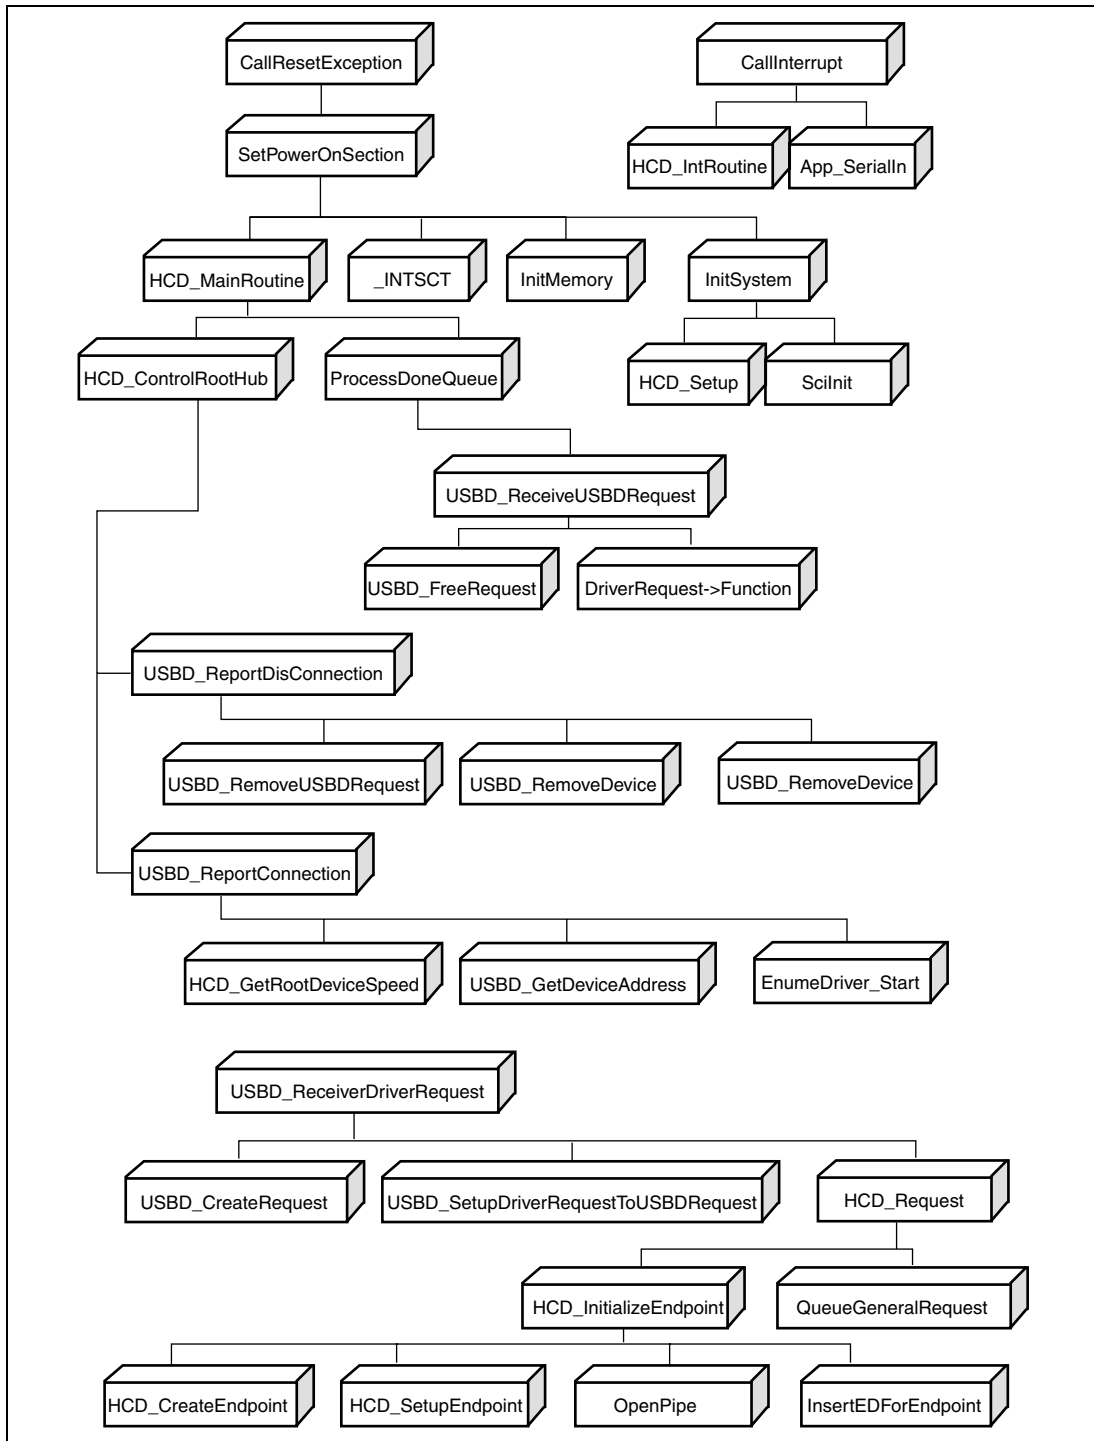 CallResetException
CallInterrupt
SetPowerOnSection
HCD_IntRoutine
App_SerialIn
HCD_MainRoutine
_INTSCT
InitMemory
InitSystem
HCD_ControlRootHub
ProcessDoneQueue
HCD_Setup
SciInit
USBD_ReceiveUSBDRequest
USBD_FreeRequest
DriverRequest->Function
USBD_ReportDisConnection
USBD_RemoveUSBDRequest
USBD_RemoveDevice
USBD_RemoveDevice
USBD_ReportConnection
HCD_GetRootDeviceSpeed
USBD_GetDeviceAddress
EnumeDriver_Start
USBD_ReceiverDriverRequest
USBD_CreateRequest
USBD_SetupDriverRequestToUSBDRequest
HCD_Request
HCD_InitializeEndpoint
QueueGeneralRequest
HCD_CreateEndpoint
HCD_SetupEndpoint
OpenPipe
InsertEDForEndpoint